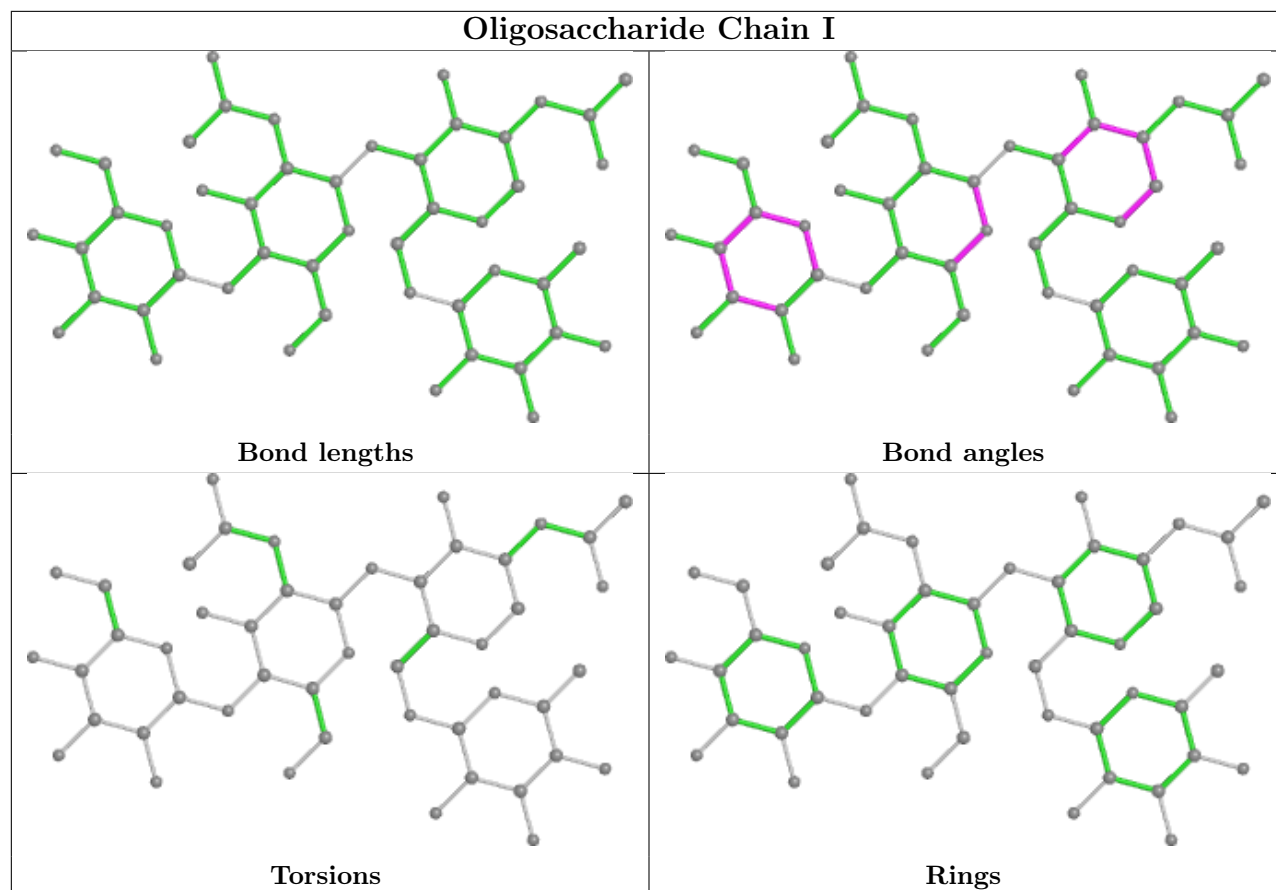 Oligosaccharide Chain I
Bond lengths
Bond angles
Torsions
Rings